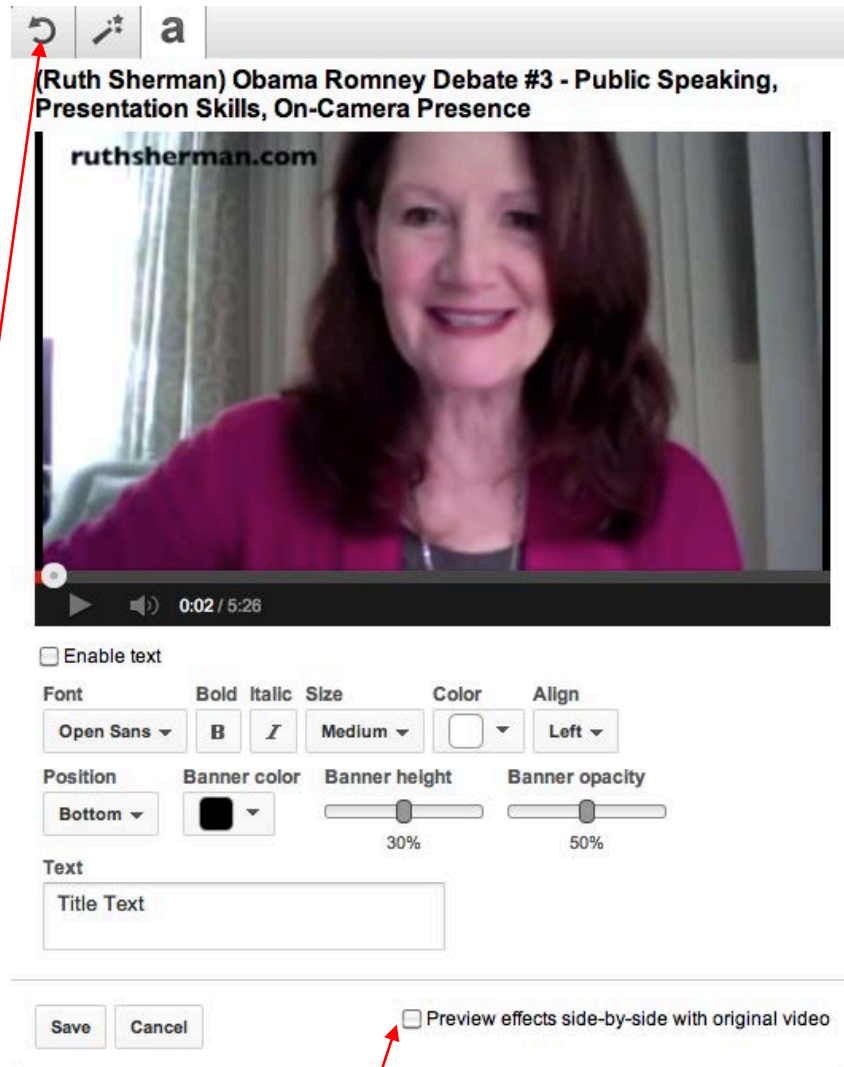 a
(Ruth Sherman) Obama Romney Debate #3 - Public Speaking,
Presentation Skills, On-Camera Presence
ruthsherman.com
0:02 / 5:26
Enable text
Font Bold Italic Size Color Align
Open Sans B I Medium Left
Position Banner color Banner height Banner opacity
Bottom
30% 50%
Text
Title Text
Save Cancel Preview effects side-by-side with original video